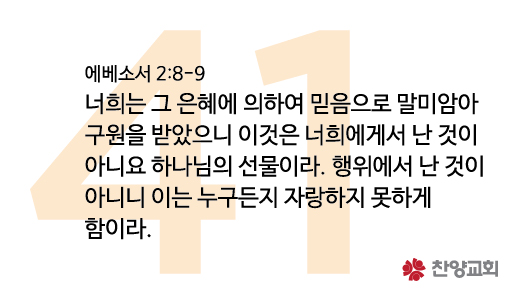 41
에베소서 2:8-9
너희는 그 은혜에 의하여 믿음으로 말미암아
구원을 받았으니 이것은 너희에게서 난 것이
아니요 하나님의 선물이라. 행위에서 난 것이
아니니 이는 누구든지 자랑하지 못하게
함이라.
찬양교회